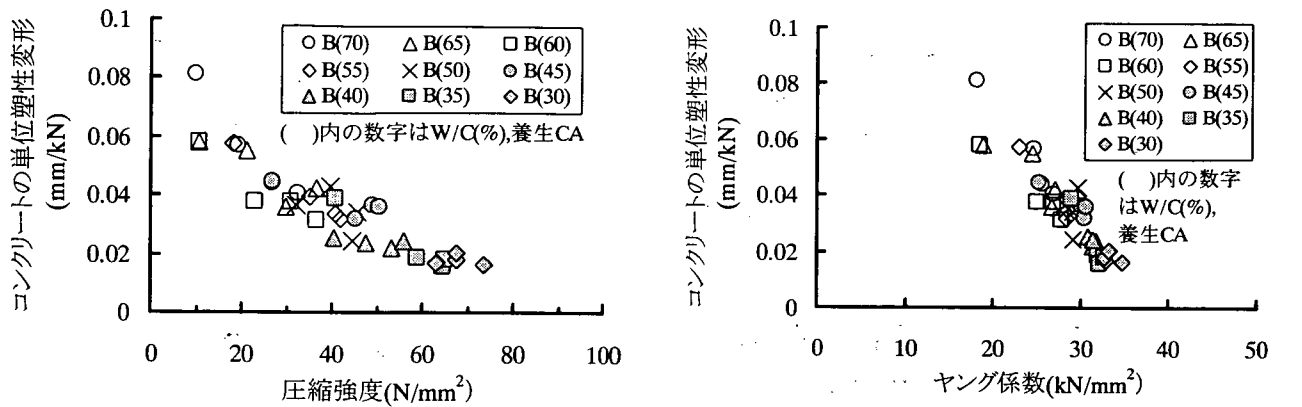 コンクリートの単位塑性変形
(mm/kN)
0.1
0.08
0.06
0.04
0.02
0
0 20 40 60 80 100
圧縮強度(N/mm²)
B(70) B(65) B(60)
B(55) B(50) B(45)
B(40) B(35) B(30)
( )内の数字はW/C(%),養生CA
コンクリートの単位塑性変形
(mm/kN)
0.1
0.08
0.06
0.04
0.02
0
0 10 20 30 40 50
ヤング係数(kN/mm²)
B(70) B(65)
B(60) B(55)
B(50) B(45)
B(40) B(35)
B(30)
( )内の数字
はW/C(%),
養生CA